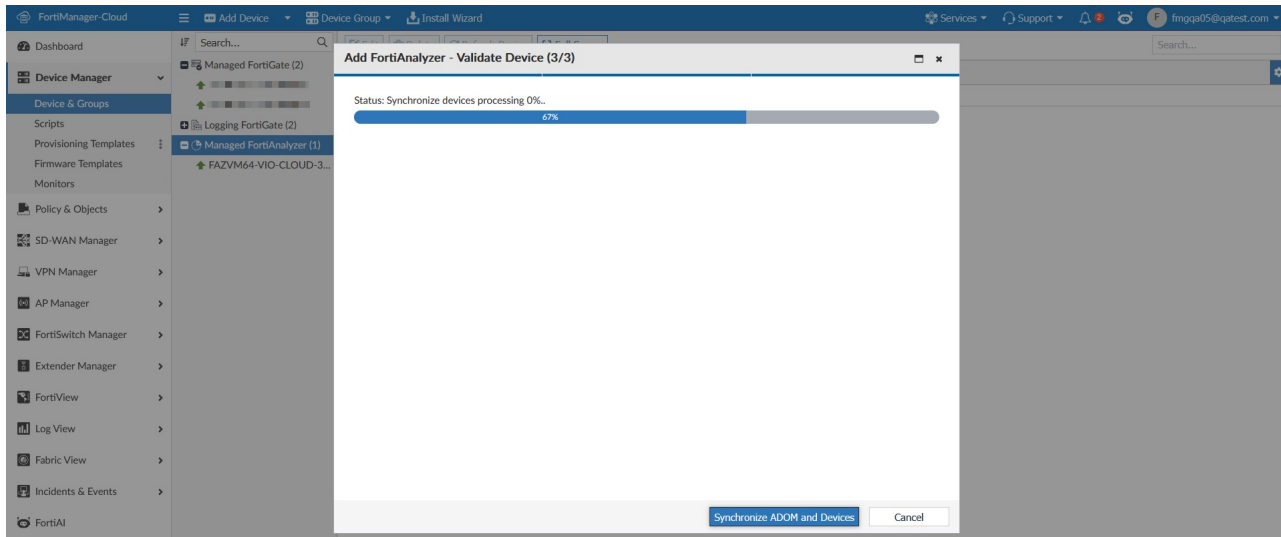 FortiManager-Cloud
Add Device
Device Group
Install Wizard
Services
Support
2
F
fmgqa05@qatest.com
Dashboard
Device Manager
Device & Groups
Scripts
Provisioning Templates
Firmware Templates
Monitors
Policy & Objects
SD-WAN Manager
VPN Manager
AP Manager
FortiSwitch Manager
Extender Manager
FortiView
Log View
Fabric View
Incidents & Events
FortiAI
Search...
Managed FortiGate (2)
Logging FortiGate (2)
Managed FortiAnalyzer (1)
FAZVM64-VIO-CLOUD-3...
Search...
Add FortiAnalyzer - Validate Device (3/3)
Status: Synchronize devices processing 0%..
67%
Synchronize ADOM and Devices
Cancel